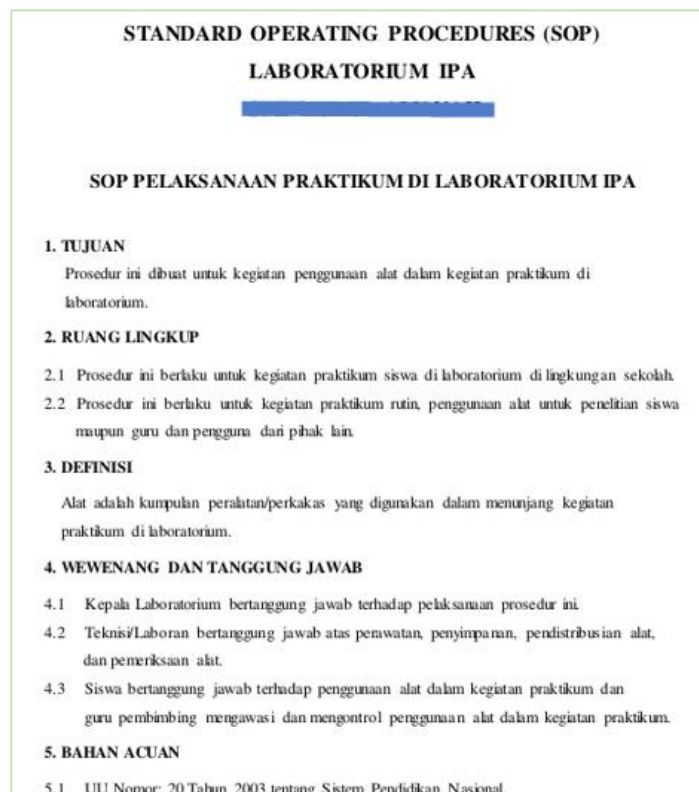 STANDARD OPERATING PROCEDURES (SOP)
LABORATORIUM IPA
SOP PELAKSANAAN PRAKTIKUM DI LABORATORIUM IPA
1. TUJUAN
Prosedur ini dibuat untuk kegiatan penggunaan alat dalam kegiatan praktikum di
laboratorium.
2. RUANG LINGKUP
2.1 Prosedur ini berlaku untuk kegiatan praktikum siswa di laboratorium di lingkungan sekolah.
2.2 Prosedur ini berlaku untuk kegiatan praktikum rutin, penggunaan alat untuk penelitian siswa
maupun guru dan pengguna dari pihak lain.
3. DEFINISI
Alat adalah kumpulan peralatan/perkakas yang digunakan dalam menunjang kegiatan
praktikum di laboratorium.
4. WEWENANG DAN TANGGUNG JAWAB
4.1 Kepala Laboratorium bertanggung jawab terhadap pelaksanaan prosedur ini.
4.2 Teknisi/Laboran bertanggung jawab atas perawatan, penyimpanan, pendistribusian alat,
dan pemeriksaan alat.
4.3 Siswa bertanggung jawab terhadap penggunaan alat dalam kegiatan praktikum dan
guru pembimbing mengawasi dan mengontrol penggunaan alat dalam kegiatan praktikum.
5. BAHAN ACUAN
5.1 UU Nomor: 20 Tahun 2003 tentang Sistem Pendidikan Nasional.